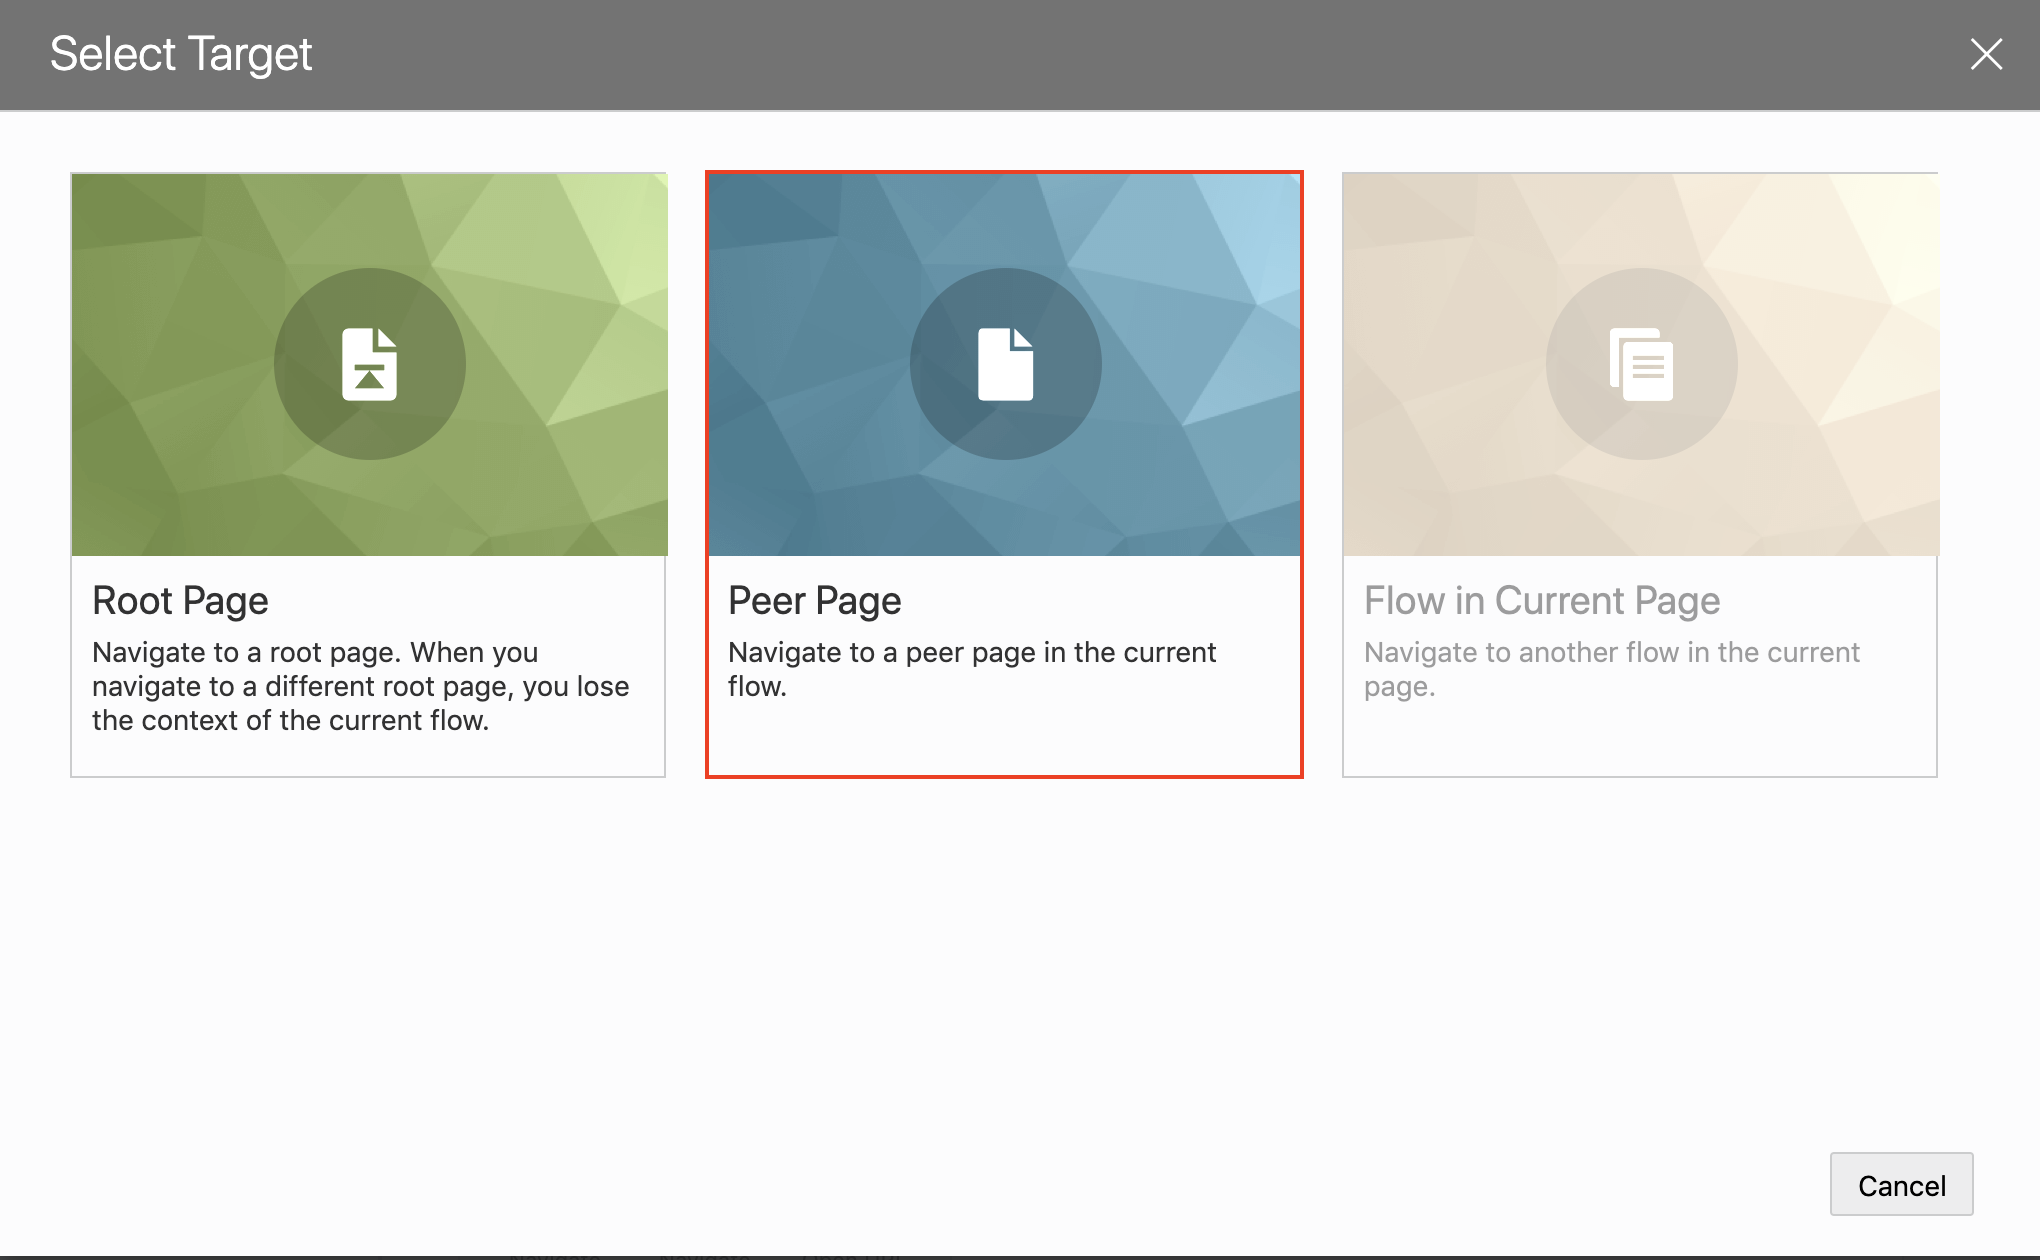 Select Target
Root Page
Navigate to a root page. When you
navigate to a different root page, you lose
the context of the current flow.
Peer Page
Navigate to a peer page in the current
flow.
Flow in Current Page
Navigate to another flow in the current
page.
Cancel